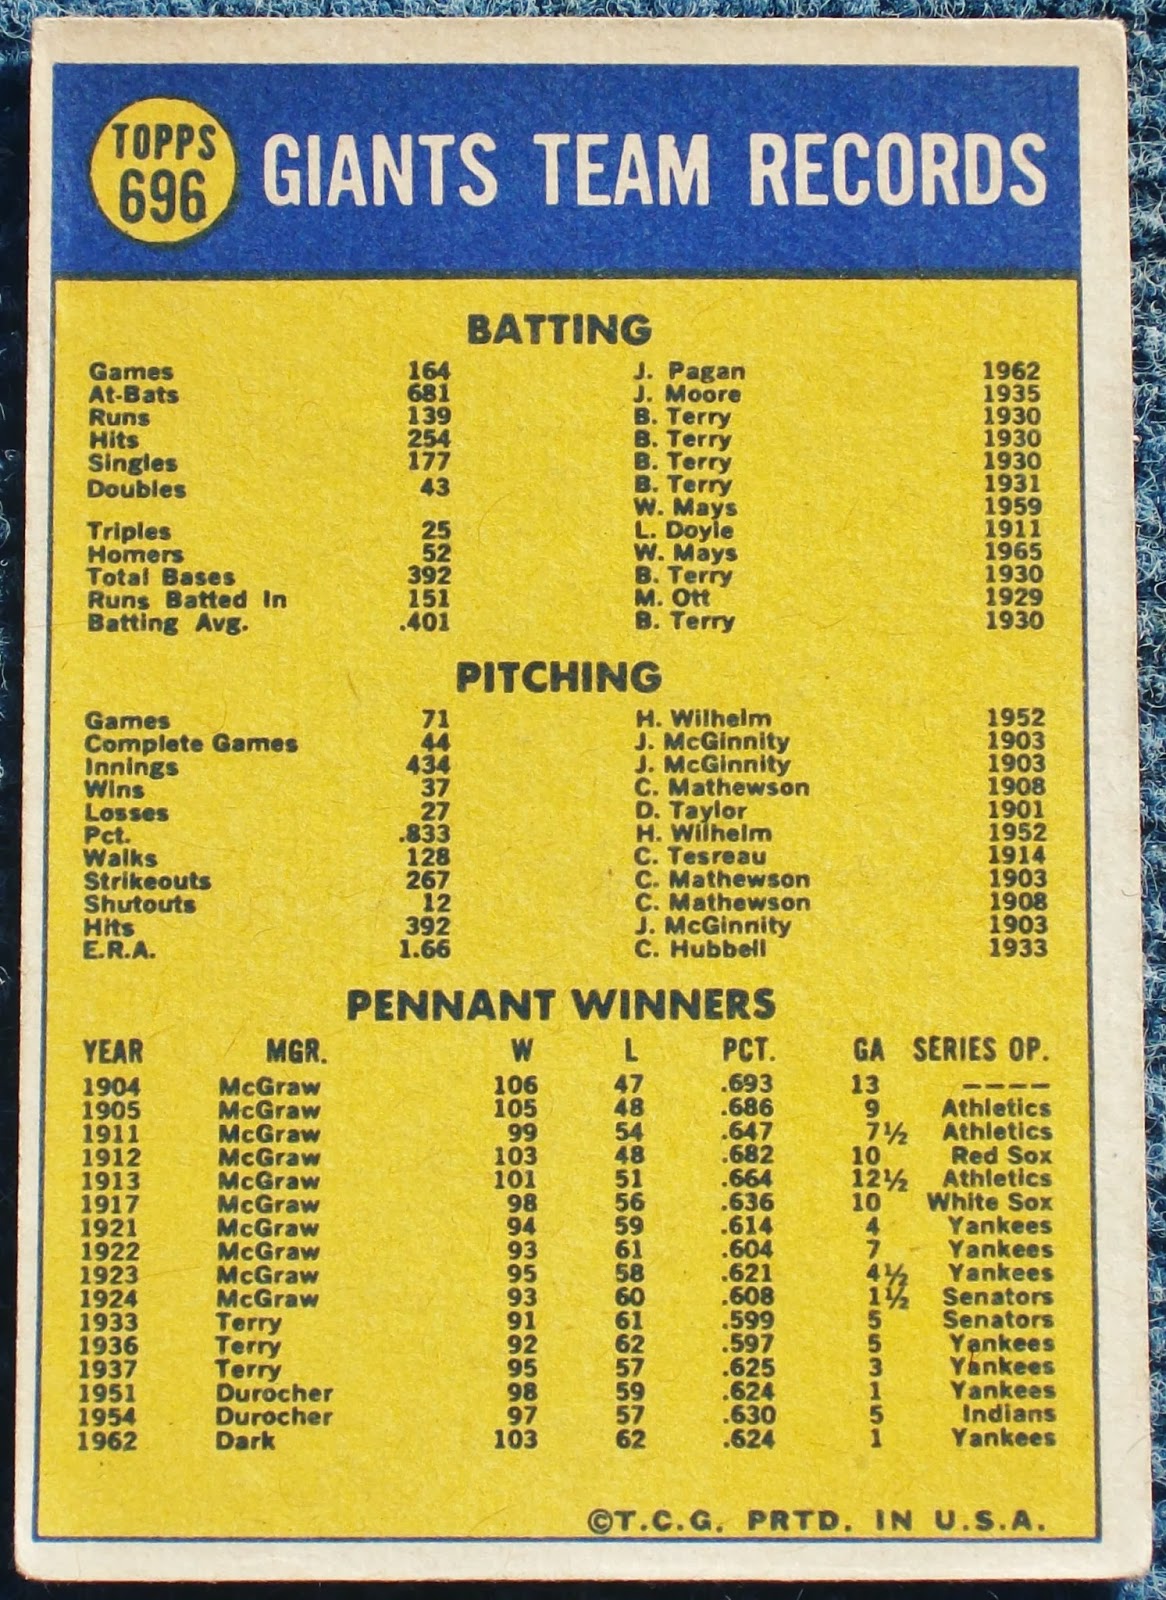 TOPPS
696
GIANTS TEAM RECORDS
BATTING
Games 164 J. Pagan 1962
At-Bats 681 J. Moore 1935
Runs 139 B. Terry 1930
Hits 254 B. Terry 1930
Singles 177 B. Terry 1930
Doubles 43 B. Terry 1931
W. Mays 1959
Triples 25 L. Doyle 1911
Homers 52 W. Mays 1965
Total Bases 392 B. Terry 1930
Runs Batted In 151 M. Ott 1929
Batting Avg. .401 B. Terry 1930
PITCHING
Games 71 H. Wilhelm 1952
Complete Games 44 J. McGinnity 1903
Innings 434 J. McGinnity 1903
Wins 37 C. Mathewson 1908
Losses 27 D. Taylor 1901
Pct. .833 H. Wilhelm 1952
Walks 128 C. Tesreau 1914
Strikeouts 267 C. Mathewson 1903
Shutouts 12 C. Mathewson 1908
Hits 392 J. McGinnity 1903
E.R.A. 1.66 C. Hubbell 1933
PENNANT WINNERS
YEAR MGR. W L PCT. GA SERIES OP.
1904 McGraw 106 47 .693 13 ----
1905 McGraw 105 48 .686 9 Athletics
1911 McGraw 99 54 .647 7½ Athletics
1912 McGraw 103 48 .682 10 Red Sox
1913 McGraw 101 51 .664 12½ Athletics
1917 McGraw 98 56 .636 10 White Sox
1921 McGraw 94 59 .614 4 Yankees
1922 McGraw 93 61 .604 7 Yankees
1923 McGraw 95 58 .621 4½ Yankees
1924 McGraw 93 60 .608 1½ Senators
1933 Terry 91 61 .599 5 Senators
1936 Terry 92 62 .597 5 Yankees
1937 Terry 95 57 .625 3 Yankees
1951 Durocher 98 59 .624 1 Yankees
1954 Durocher 97 57 .630 5 Indians
1962 Dark 103 62 .624 1 Yankees
©T.C.G. PRTD. IN U.S.A.